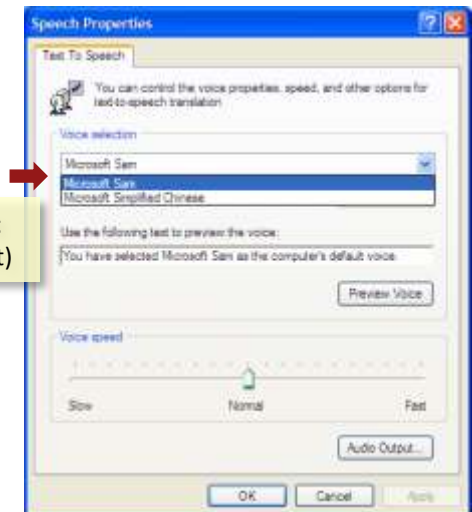 Speech Properties
Text To Speech
You can control the voice properties, speed, and other options for
text-to-speech translation
Voice selection
Microsoft Sam
Microsoft Sam
Microsoft Simplified Chinese
t)
Use the following text to preview the voice:
You have selected Microsoft Sam as the computer's default voice
Preview Voice
Voice speed
Slow Normal Fast
Audio Output...
OK Cancel Apply